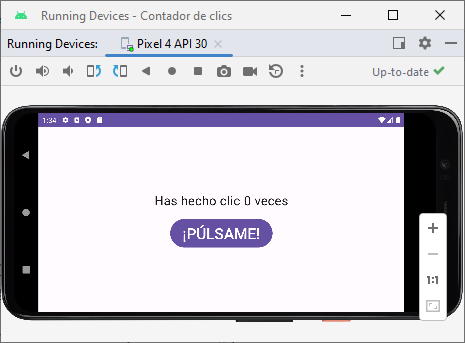 Running Devices - Contador de clics
Running Devices: Pixel 4 API 30
Up-to-date
1:34
Has hecho clic 0 veces
¡PÚLSAME!
1:1